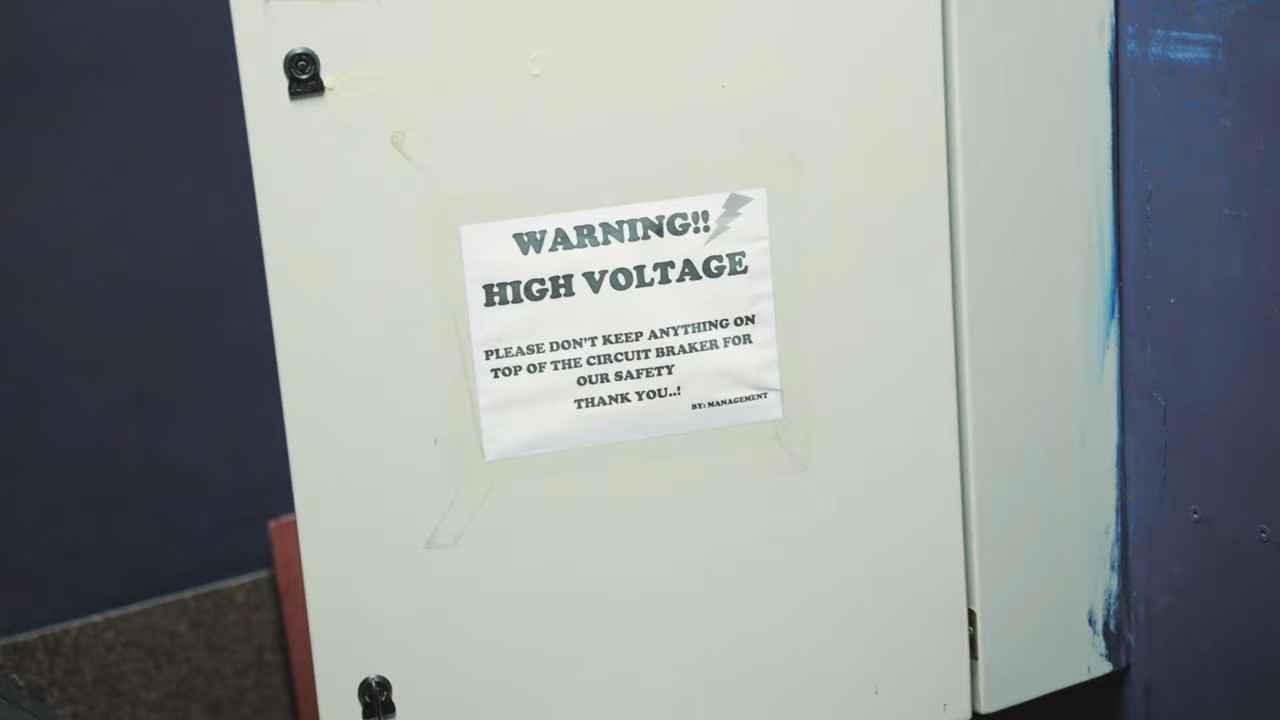 WARNING!!
HIGH VOLTAGE
PLEASE DON'T KEEP ANYTHING ON
TOP OF THE CIRCUIT BRAKER FOR
OUR SAFETY
THANK YOU..!
BY: MANAGEMENT